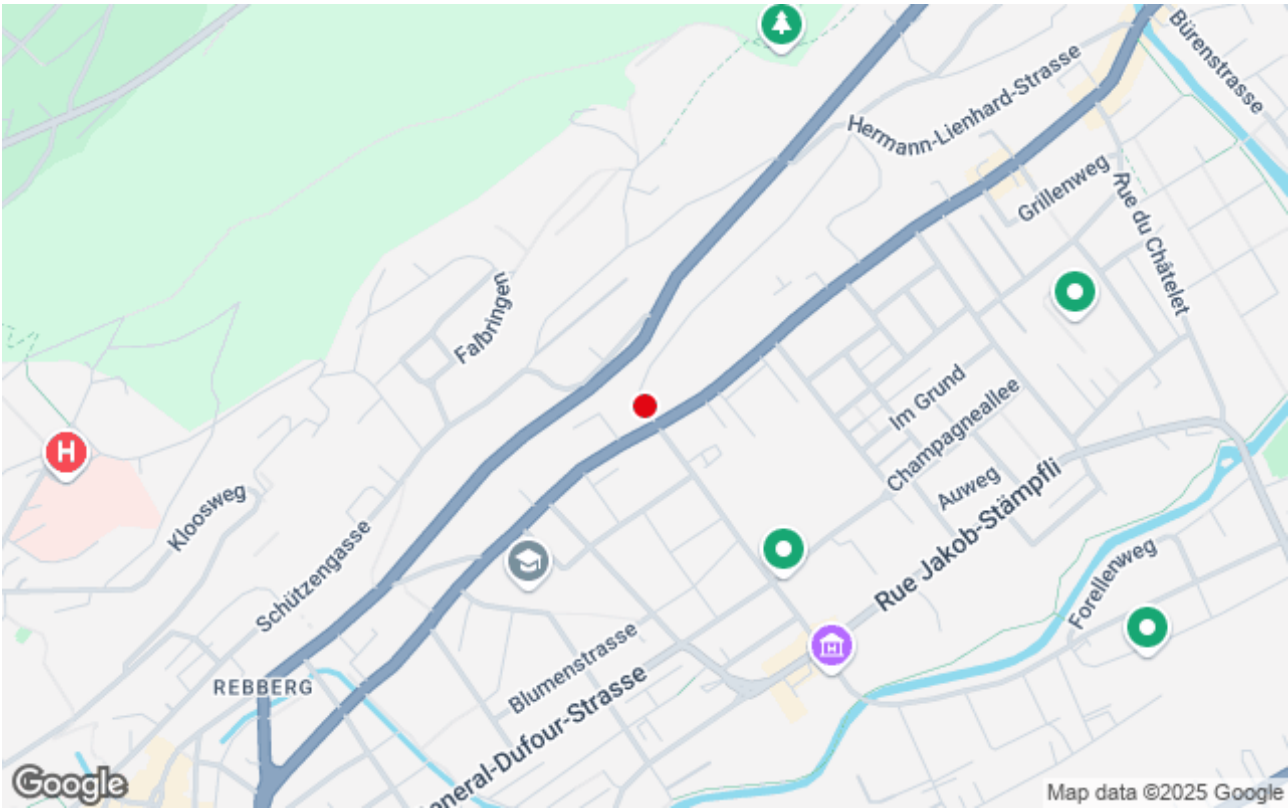 Bürenstrasse
Hermann-Lienhard-Strasse
Grillenweg
Rue du Châtelet
Falbringen
Im Grund
Champagneallee
H
Auweg
Kloosweg
Rue Jakob-Stämpfli
Schützengasse
Forellenweg
Blumenstrasse
H
REBBERG
General-Dufour-Strasse
Google
Map data ©2025 Google